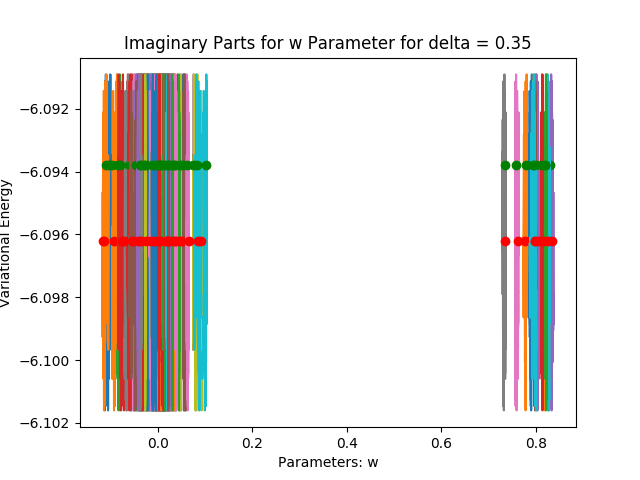 Imaginary Parts for w Parameter for delta = 0.35
Variational Energy
−6.092
−6.094
−6.096
−6.098
−6.100
−6.102
0.0 0.2 0.4 0.6 0.8
Parameters: w